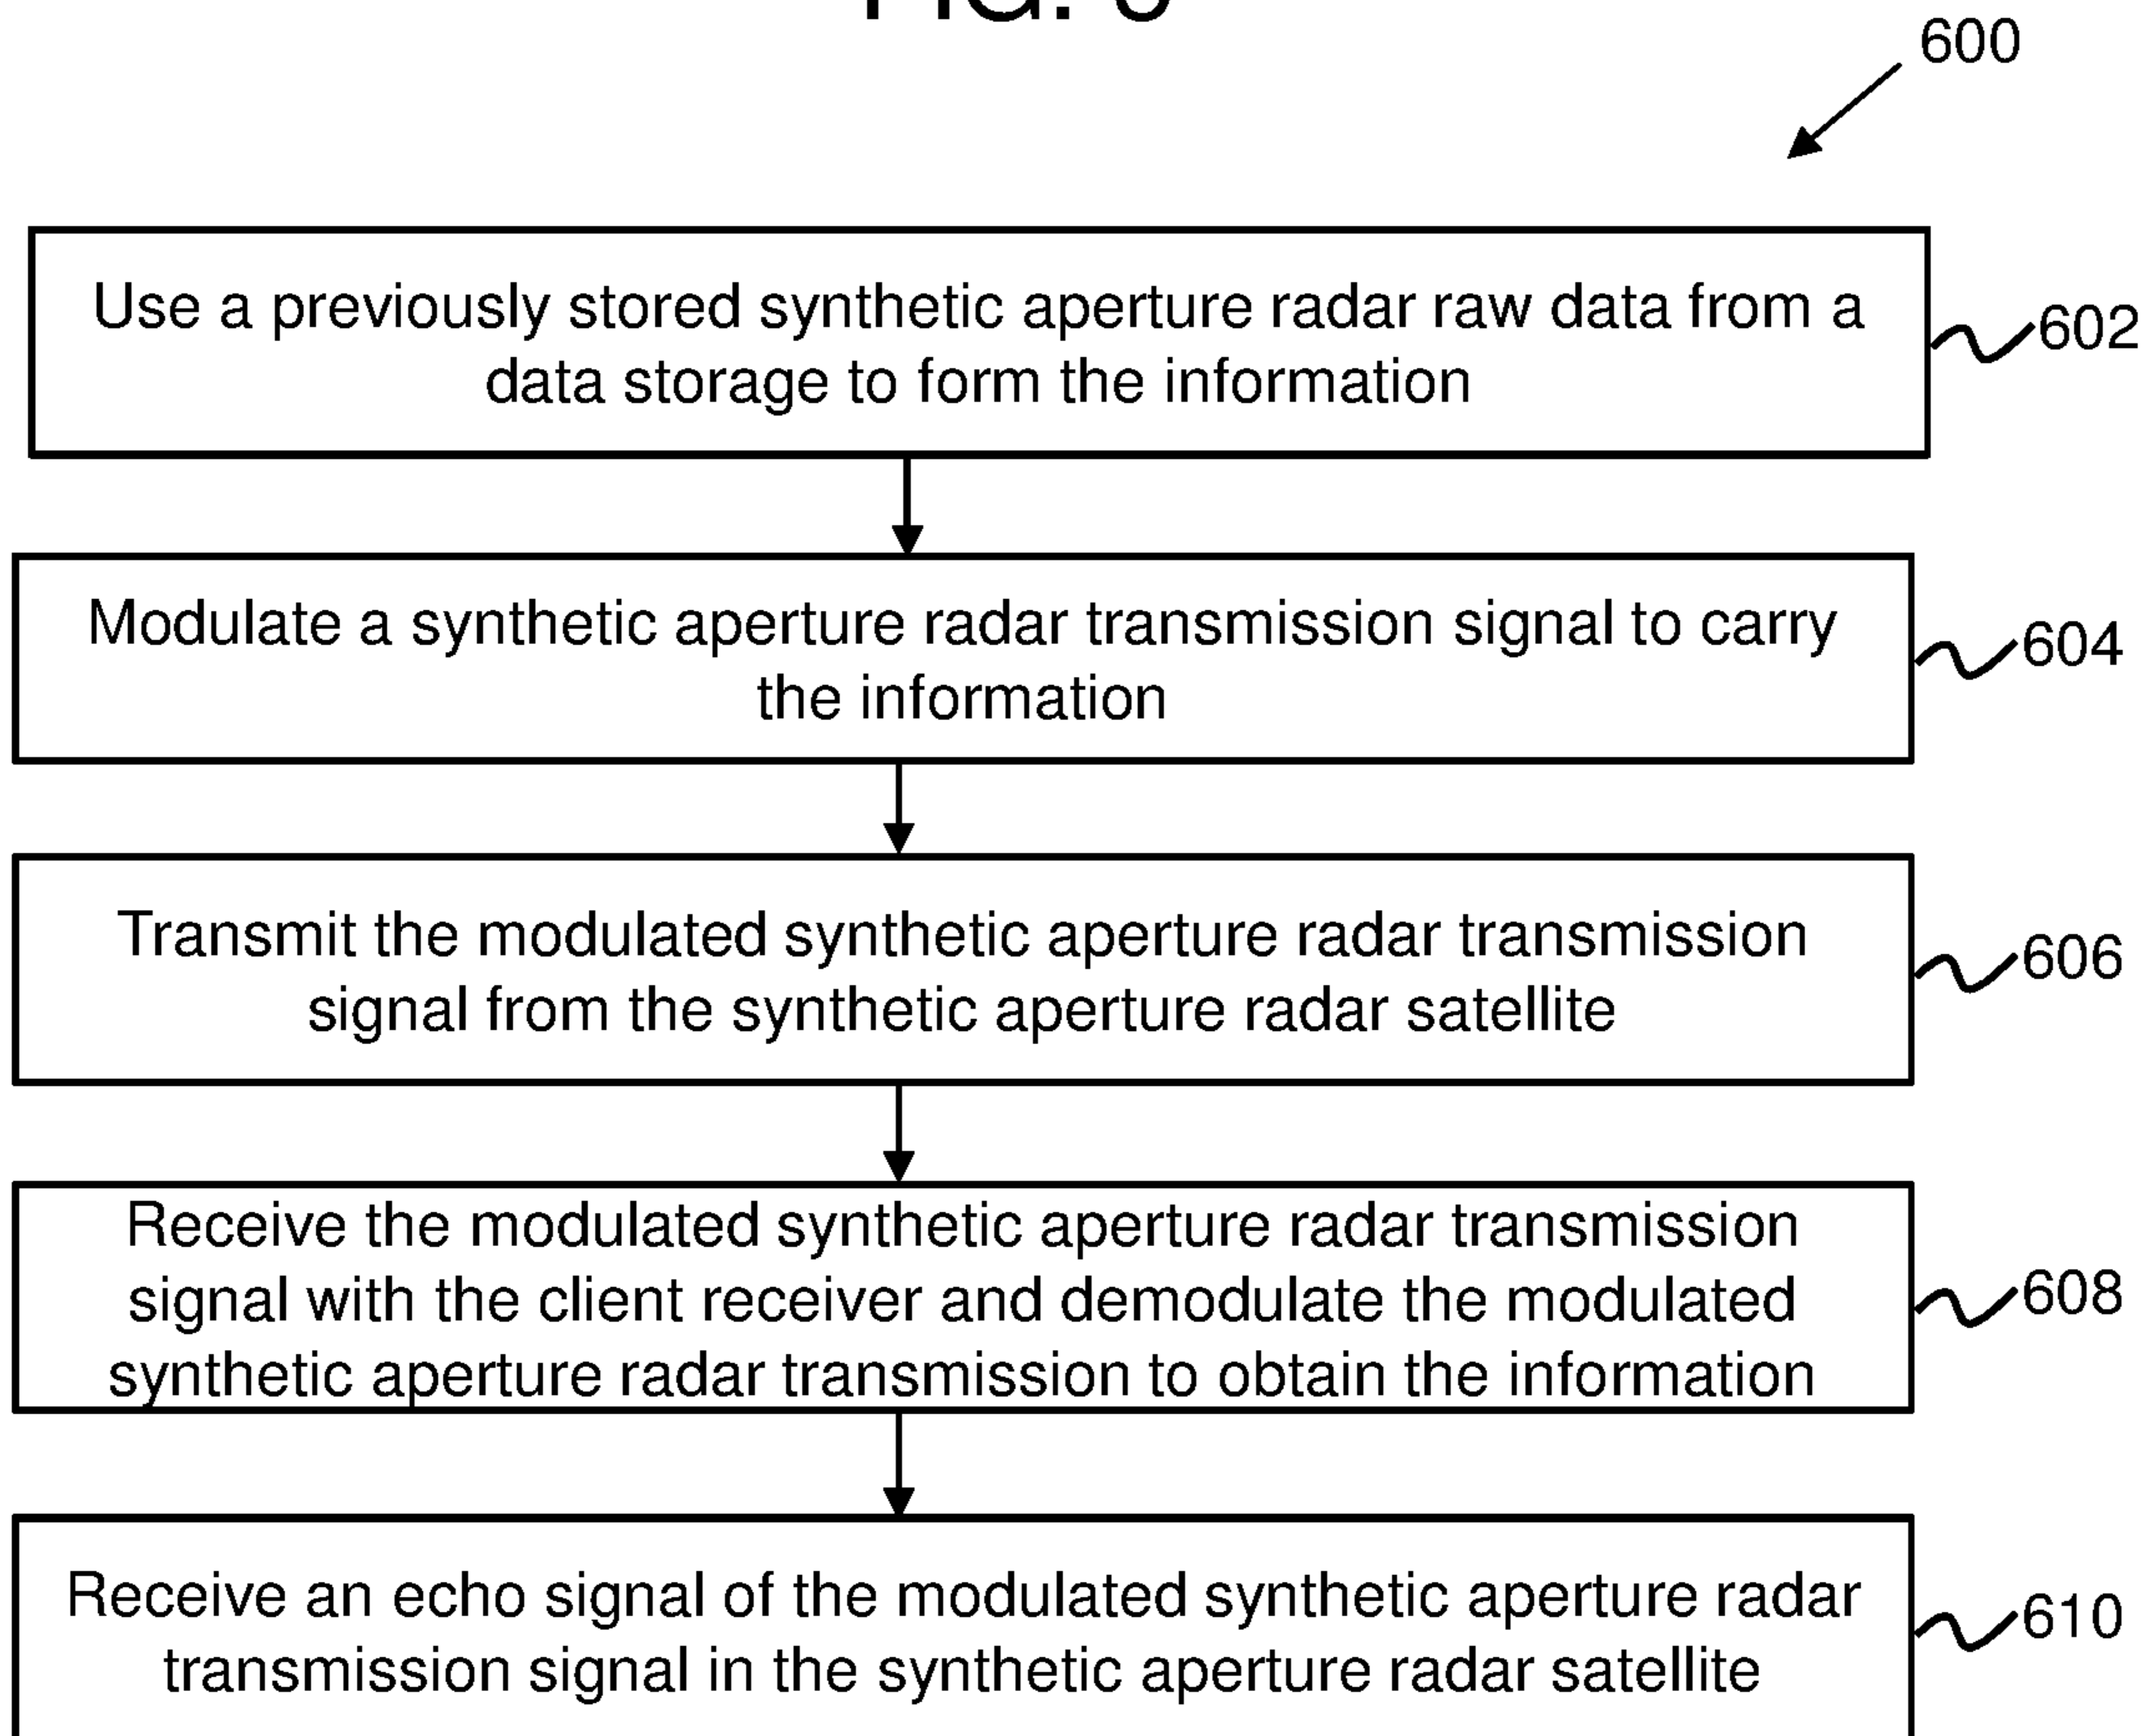 600
Use a previously stored synthetic aperture radar raw data from a
data storage to form the information
602
Modulate a synthetic aperture radar transmission signal to carry
the information
604
Transmit the modulated synthetic aperture radar transmission
signal from the synthetic aperture radar satellite
606
Receive the modulated synthetic aperture radar transmission
signal with the client receiver and demodulate the modulated
synthetic aperture radar transmission to obtain the information
608
Receive an echo signal of the modulated synthetic aperture radar
transmission signal in the synthetic aperture radar satellite
610